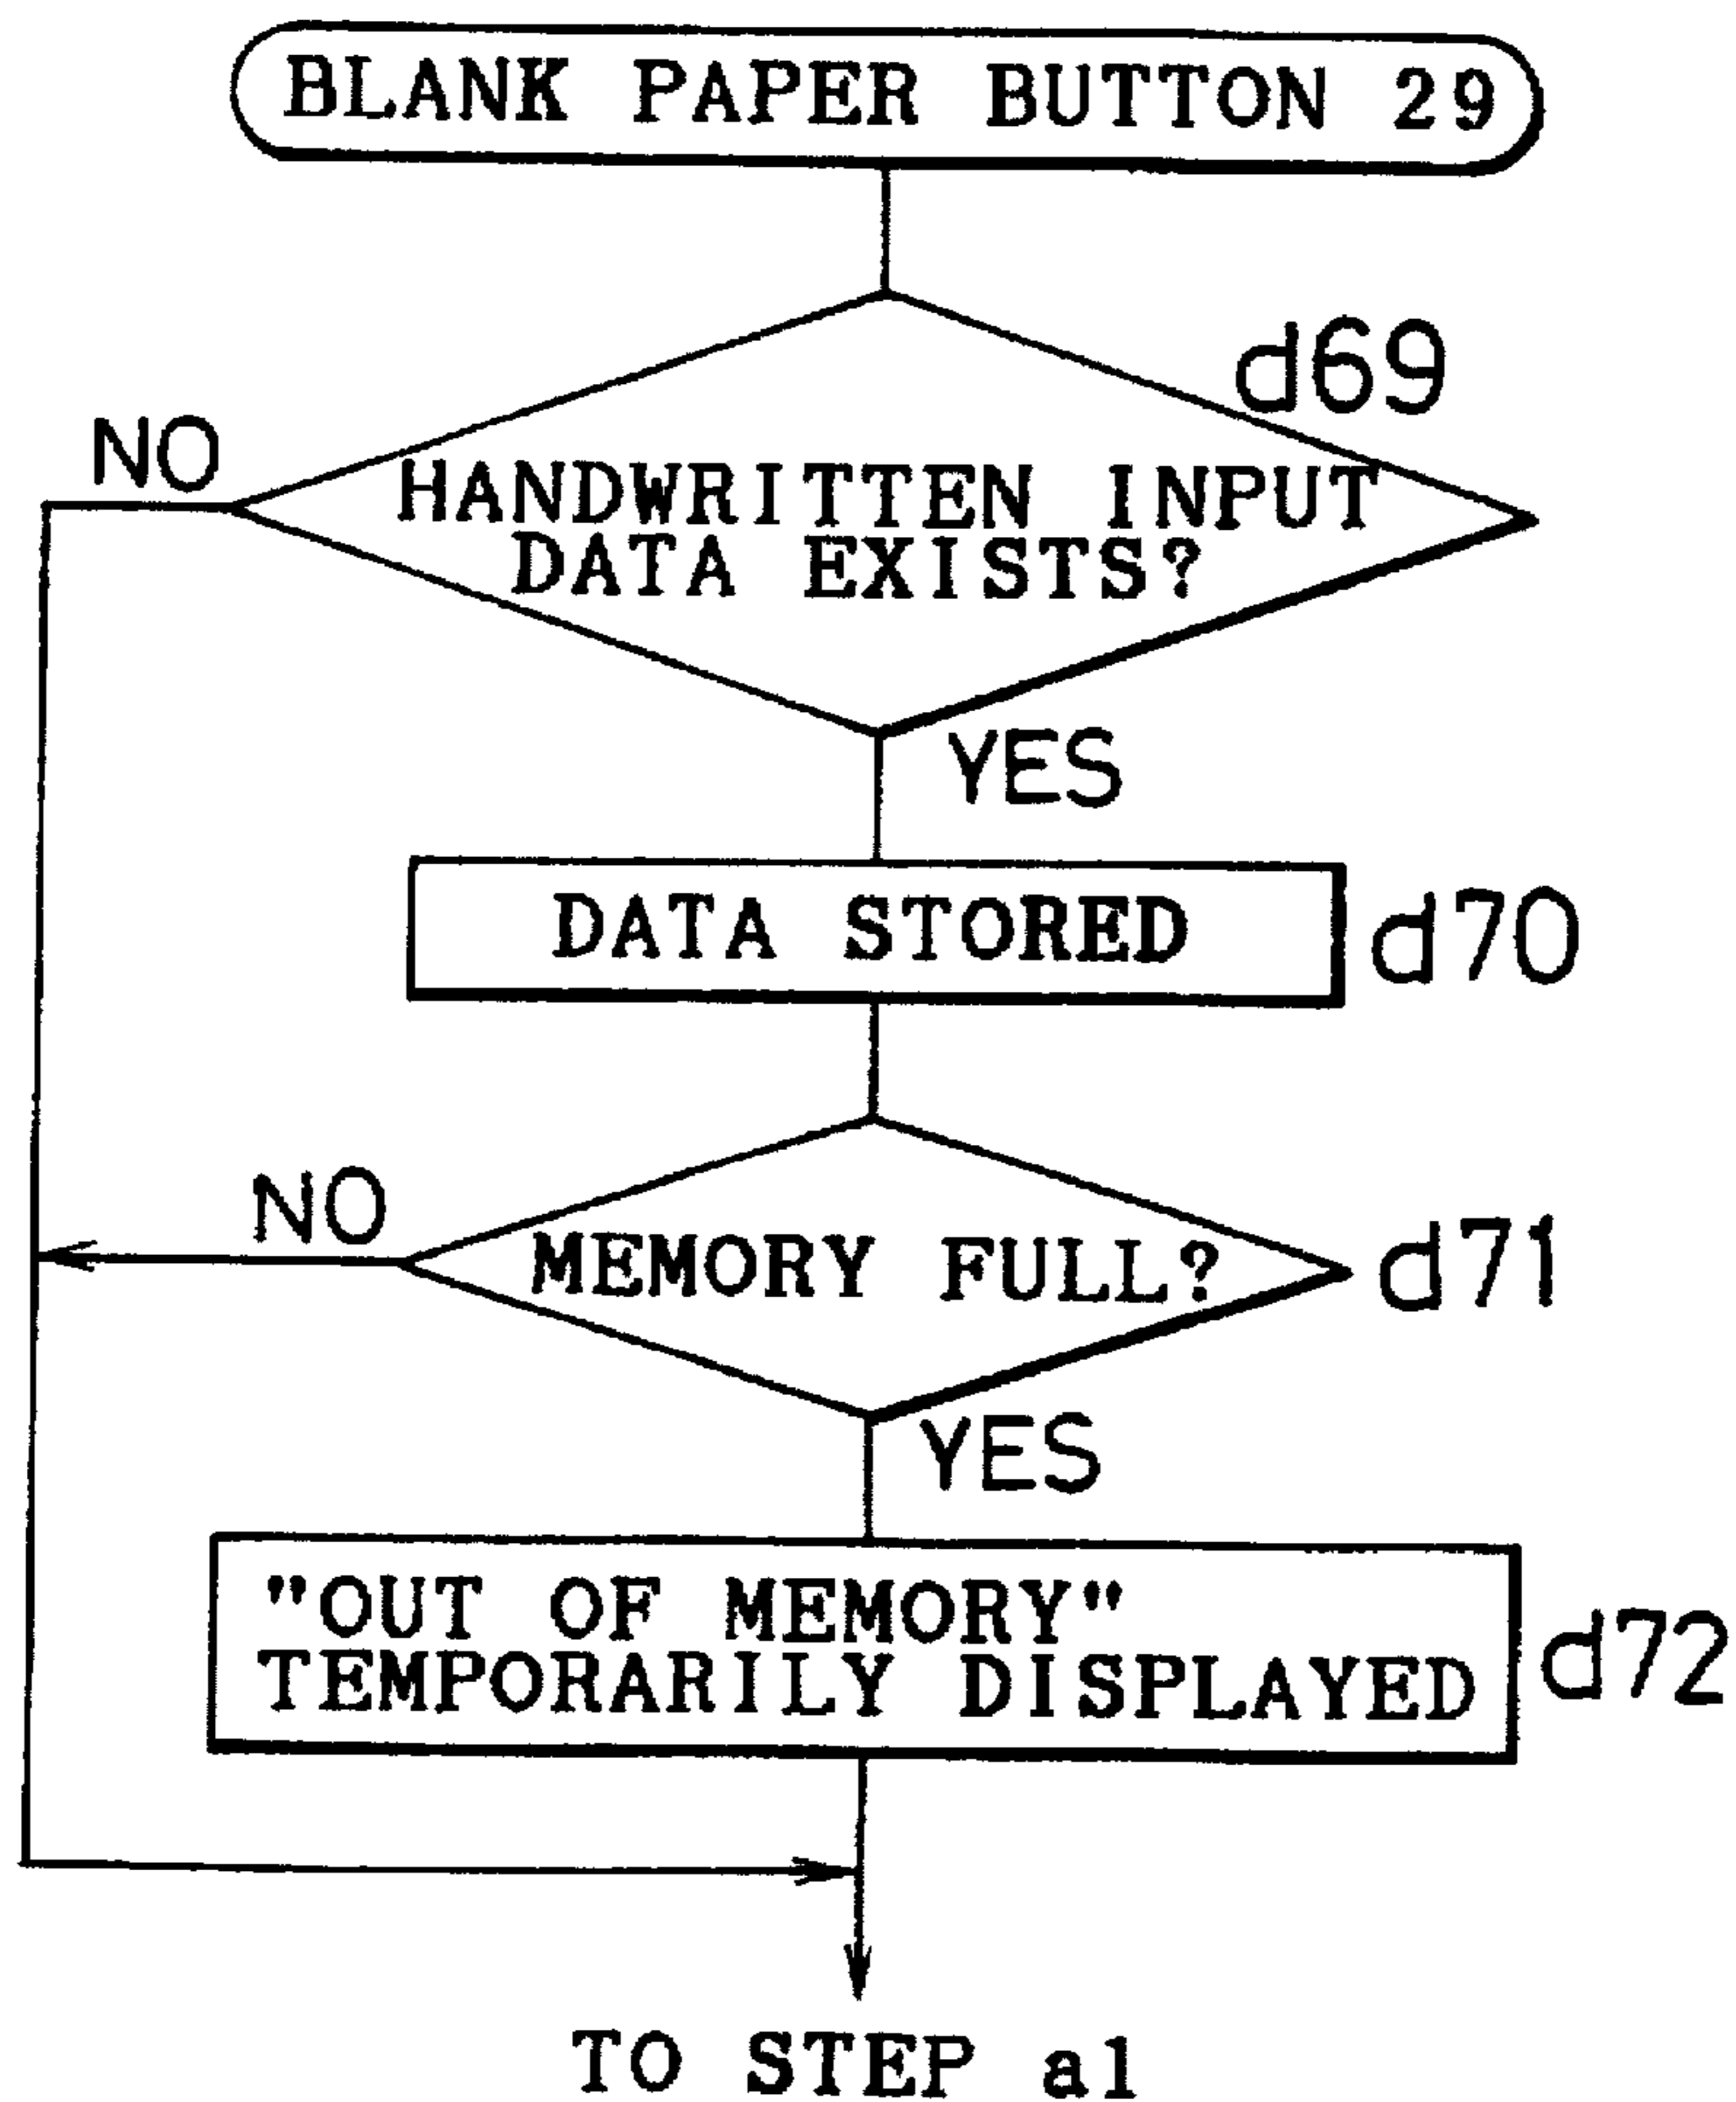 BLANK PAPER BUTTON 29
d69
NO
HANDWRITTEN INPUT
DATA EXISTS?
YES
DATA STORED
d70
NO
MEMORY FULL?
d71
YES
"OUT OF MEMORY"
TEMPORARILY DISPLAYED
d72
TO STEP a1